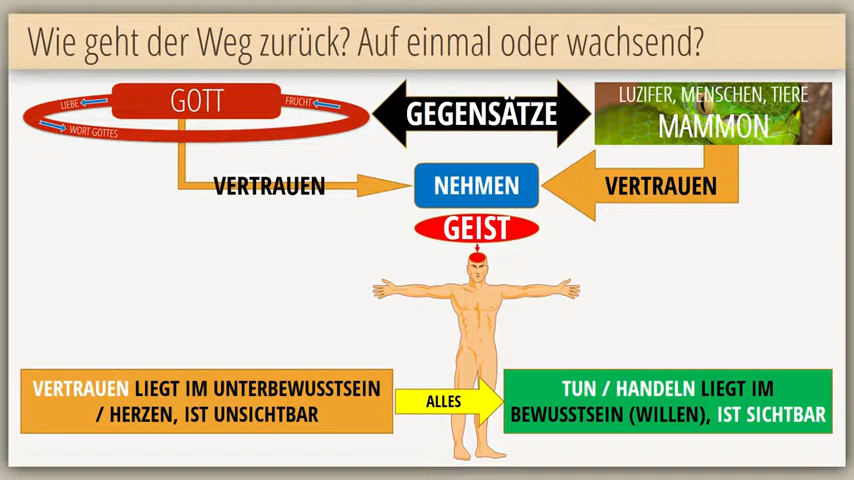 Wie geht der Weg zurück? Auf einmal oder wachsend?
LIEBE
GOTT
FRUCHT
WORT GOTTES
GEGENSÄTZE
LUZIFER, MENSCHEN, TIERE
MAMMON
VERTRAUEN
NEHMEN
VERTRAUEN
GEIST
VERTRAUEN LIEGT IM UNTERBEWUSSTSEIN
/ HERZEN, IST UNSICHTBAR
ALLES
TUN / HANDELN LIEGT IM
BEWUSSTSEIN (WILLEN), IST SICHTBAR